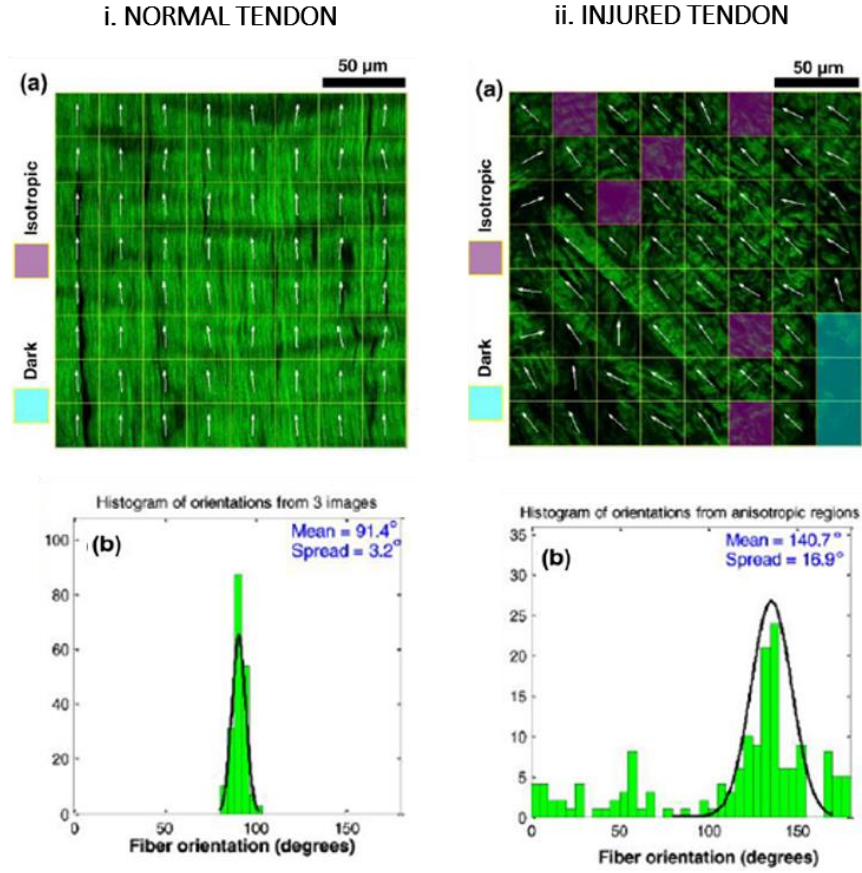 i. NORMAL TENDON
ii. INJURED TENDON
(a)
50 µm
Isotropic
Dark
(a)
50 µm
Isotropic
Dark
Histogram of orientations from 3 images
(b)
Mean = 91.4°
Spread = 3.2°
100
80
60
40
20
0
0 50 100 150
Fiber orientation (degrees)
Histogram of orientations from anisotropic regions
(b)
Mean = 140.7°
Spread = 16.9°
35
30
25
20
15
10
5
0
0 50 100 150
Fiber orientation (degrees)